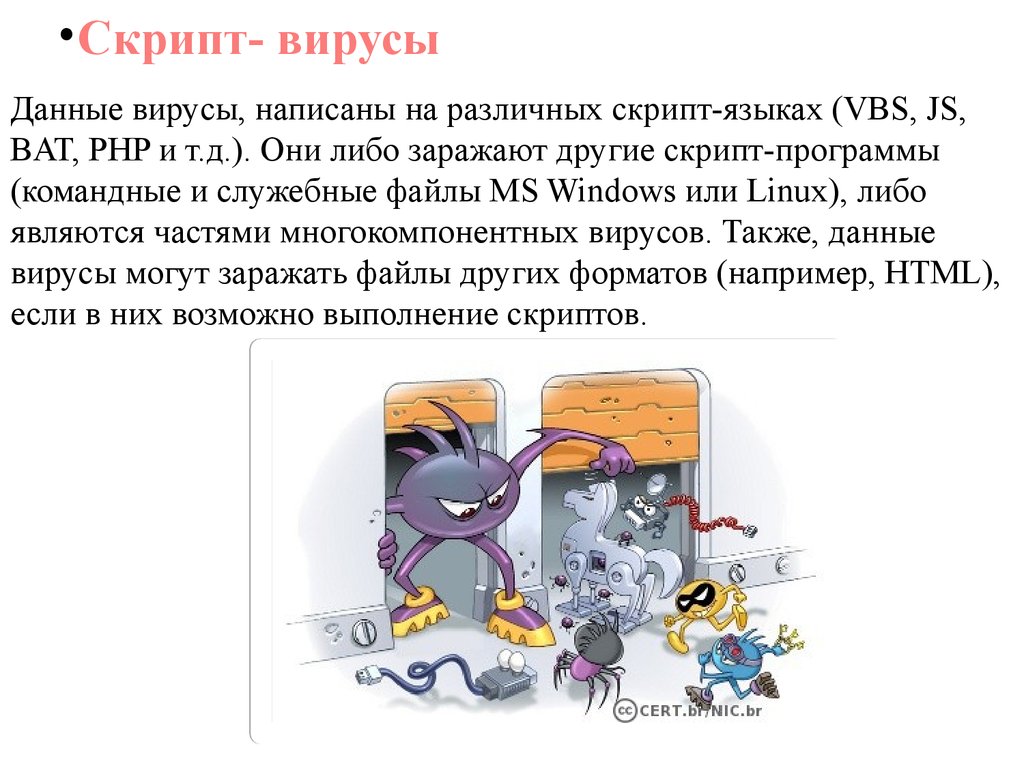 •Скрипт- вирусы
Данные вирусы, написаны на различных скрипт-языках (VBS, JS,
BAT, PHP и т.д.). Они либо заражают другие скрипт-программы
(командные и служебные файлы MS Windows или Linux), либо
являются частями многокомпонентных вирусов. Также, данные
вирусы могут заражать файлы других форматов (например, HTML),
если в них возможно выполнение скриптов.
cc CERT.br/NIC.br